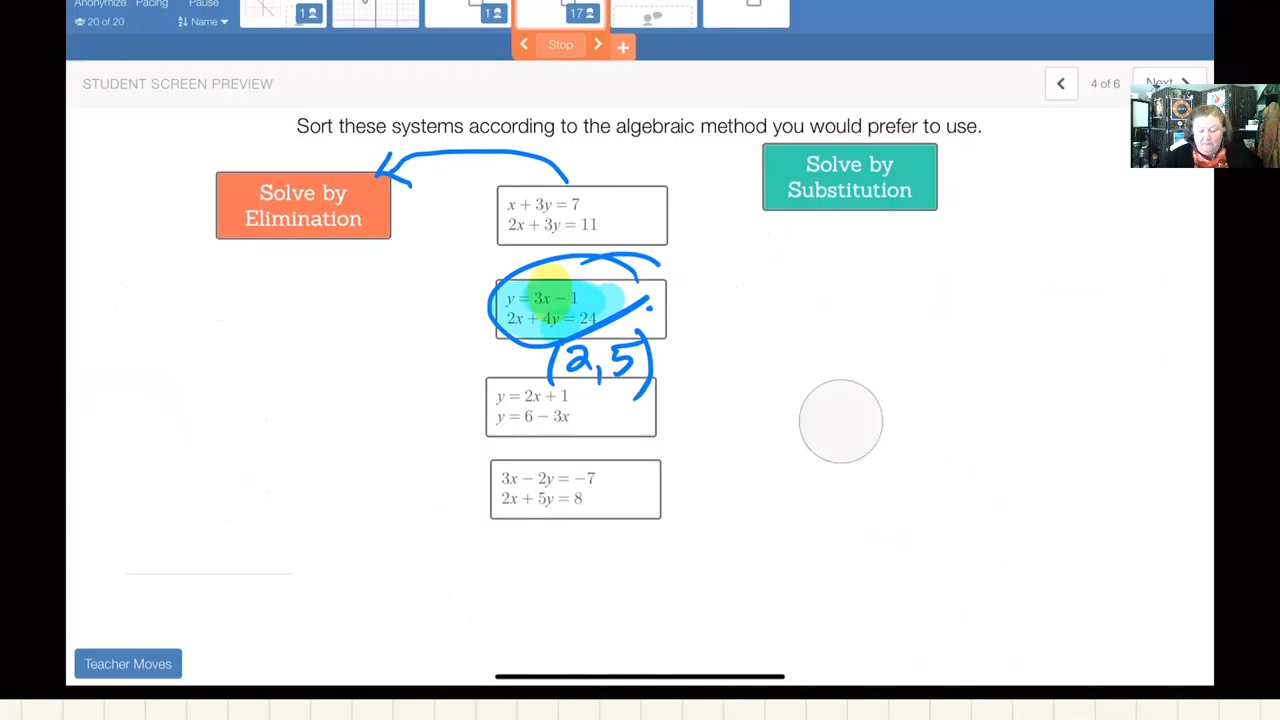 Anonymize Pacing Pause
20 of 20
Name
1
1
17
Stop
+
STUDENT SCREEN PREVIEW
4 of 6
Next
Sort these systems according to the algebraic method you would prefer to use.
Solve by
Elimination
Solve by
Substitution
x + 3y = 7
2x + 3y = 11
y = 3x − 1
2x + 4y = 24
(2,5)
y = 2x + 1
y = 6 − 3x
3x − 2y = −7
2x + 5y = 8
Teacher Moves